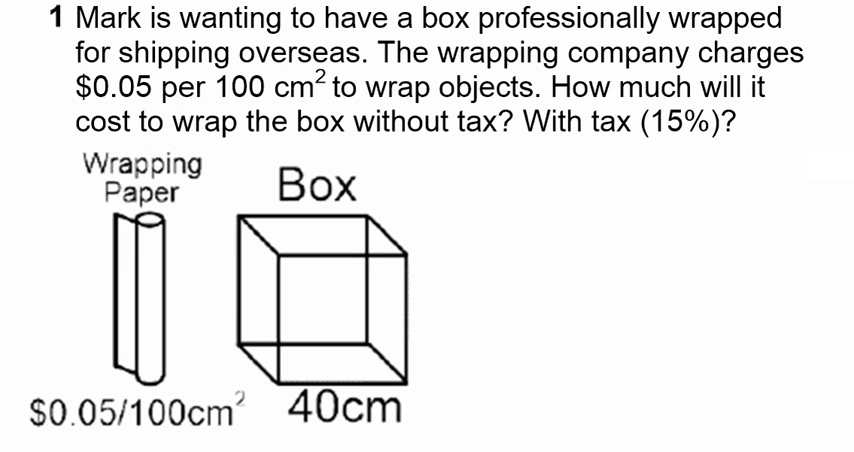 1 Mark is wanting to have a box professionally wrapped
for shipping overseas. The wrapping company charges
$0.05 per 100 cm² to wrap objects. How much will it
cost to wrap the box without tax? With tax (15%)?
Wrapping
Paper
Box
$0.05/100cm²
40cm